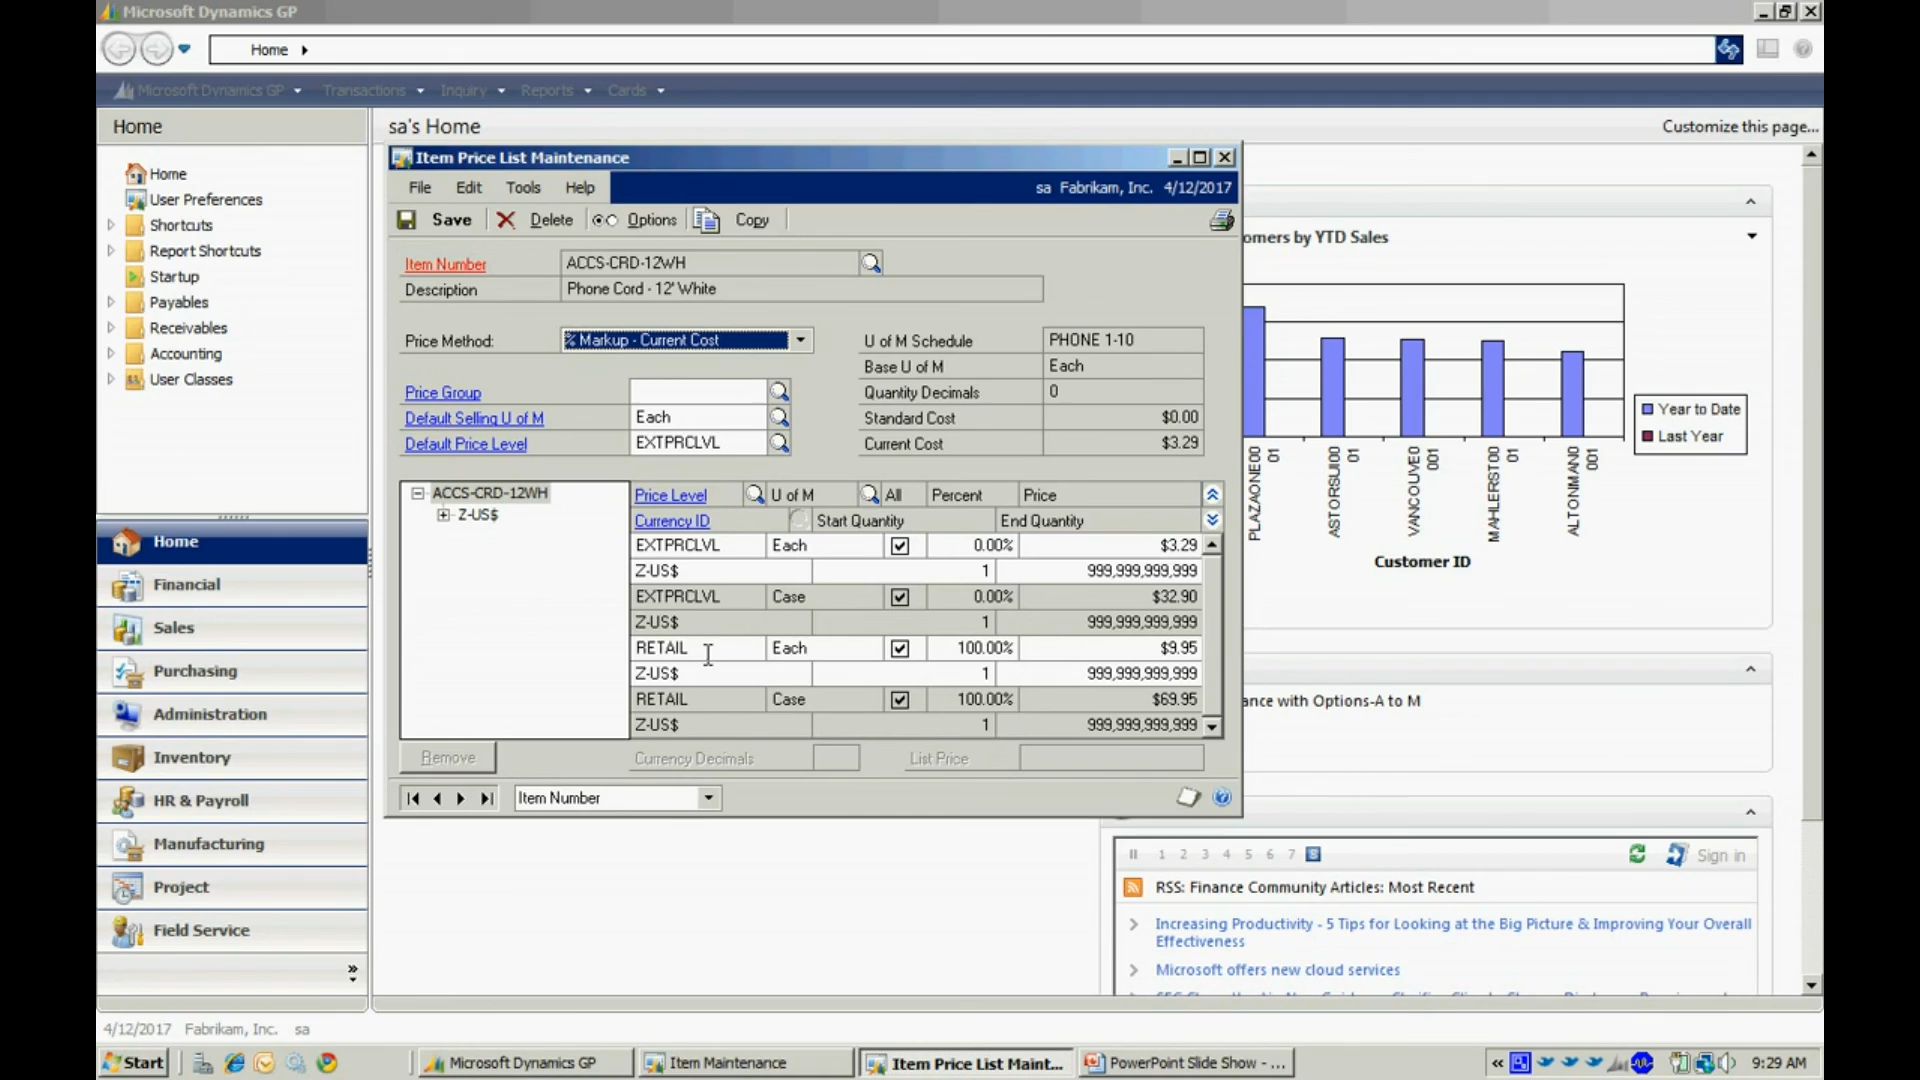 Microsoft Dynamics GP
Home
Microsoft Dynamics GP Transactions Inquiry Reports Cards
Home
sa's Home
Customize this page...
Home
User Preferences
Shortcuts
Report Shortcuts
Startup
Payables
Receivables
Accounting
User Classes
Home
Financial
Sales
Purchasing
Administration
Inventory
HR & Payroll
Manufacturing
Project
Field Service
Item Price List Maintenance
File Edit Tools Help
sa Fabrikam, Inc. 4/12/2017
Save Delete Options Copy
Item Number ACCS-CRD-12WH
Description Phone Cord - 12' White
Price Method: % Markup - Current Cost
U of M Schedule PHONE 1-10
Base U of M Each
Price Group
Quantity Decimals 0
Default Selling U of M Each
Standard Cost $0.00
Default Price Level EXTPRCLVL
Current Cost $3.29
ACCS-CRD-12WH
Z-US$
Price Level U of M All Percent Price
Currency ID Start Quantity End Quantity
EXTPRCLVL Each 0.00% $3.29
Z-US$ 1 999,999,999,999
EXTPRCLVL Case 0.00% $32.90
Z-US$ 1 999,999,999,999
RETAIL Each 100.00% $9.95
Z-US$ 1 999,999,999,999
RETAIL Case 100.00% $69.95
Z-US$ 1 999,999,999,999
Remove
Currency Decimals
List Price
Item Number
omers by YTD Sales
PLAZAONE00 01
ASTORSUI00 01
VANCOUVE0 001
MAHLERST00 01
ALTONMAN0 001
Customer ID
Year to Date
Last Year
ance with Options-A to M
1 2 3 4 5 6 7 8
Sign in
RSS: Finance Community Articles: Most Recent
Increasing Productivity - 5 Tips for Looking at the Big Picture & Improving Your Overall
Effectiveness
Microsoft offers new cloud services
4/12/2017 Fabrikam, Inc. sa
Start
Microsoft Dynamics GP
Item Maintenance
Item Price List Maint...
PowerPoint Slide Show - ...
9:29 AM